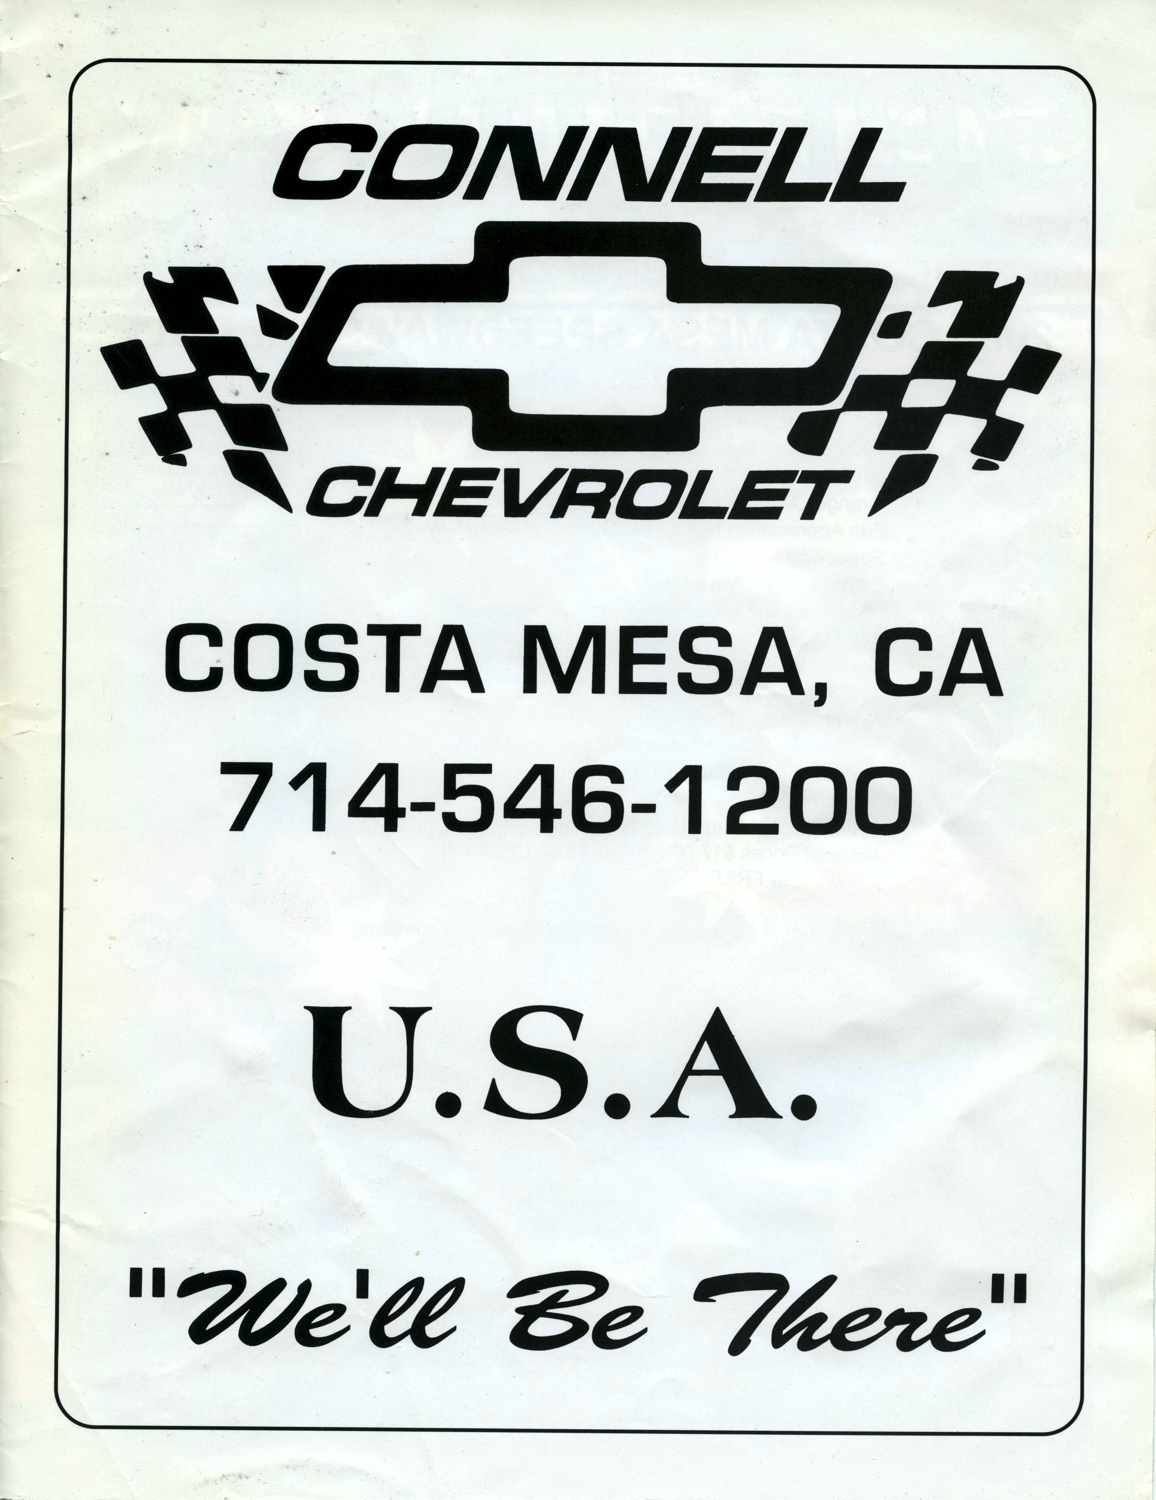 CONNELL
CHEVROLET
COSTA MESA, CA
714-546-1200
U.S.A.
"We'll Be There"